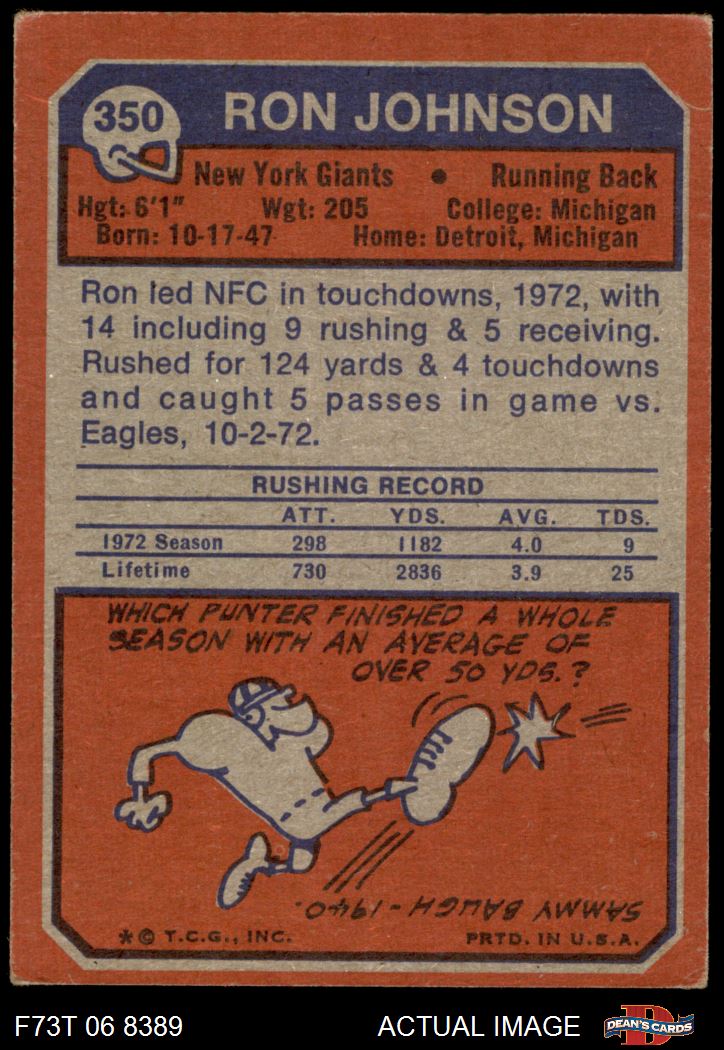 350
RON JOHNSON
New York Giants • Running Back
Hgt: 6'1" Wgt: 205 College: Michigan
Born: 10-17-47 Home: Detroit, Michigan
Ron led NFC in touchdowns, 1972, with
14 including 9 rushing & 5 receiving.
Rushed for 124 yards & 4 touchdowns
and caught 5 passes in game vs.
Eagles, 10-2-72.
RUSHING RECORD
ATT. YDS. AVG. TDS.
1972 Season 298 1182 4.0 9
Lifetime 730 2836 3.9 25
WHICH PUNTER FINISHED A WHOLE
SEASON WITH AN AVERAGE OF
OVER 50 YDS.?
SAMMY BAUGH - 1940.
*© T.C.G., INC. PRTD. IN U.S.A.
F73T 06 8389 ACTUAL IMAGE
D
DEAN'S CARDS